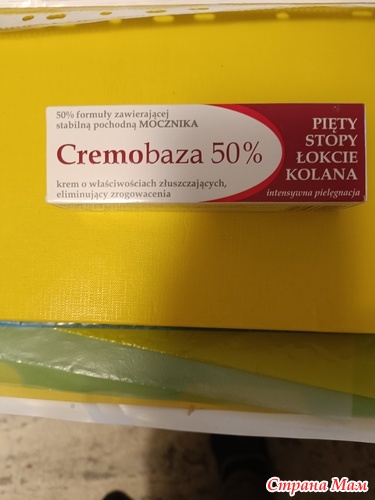 50% formuły zawierającej
stabilną pochodną MOCZNIKA
Cremobaza 50%
krem o właściwościach złuszczających,
eliminujący zrogowacenia
PIĘTY
STOPY
ŁOKCIE
KOLANA
intensywna pielęgnacja
Страна Мам